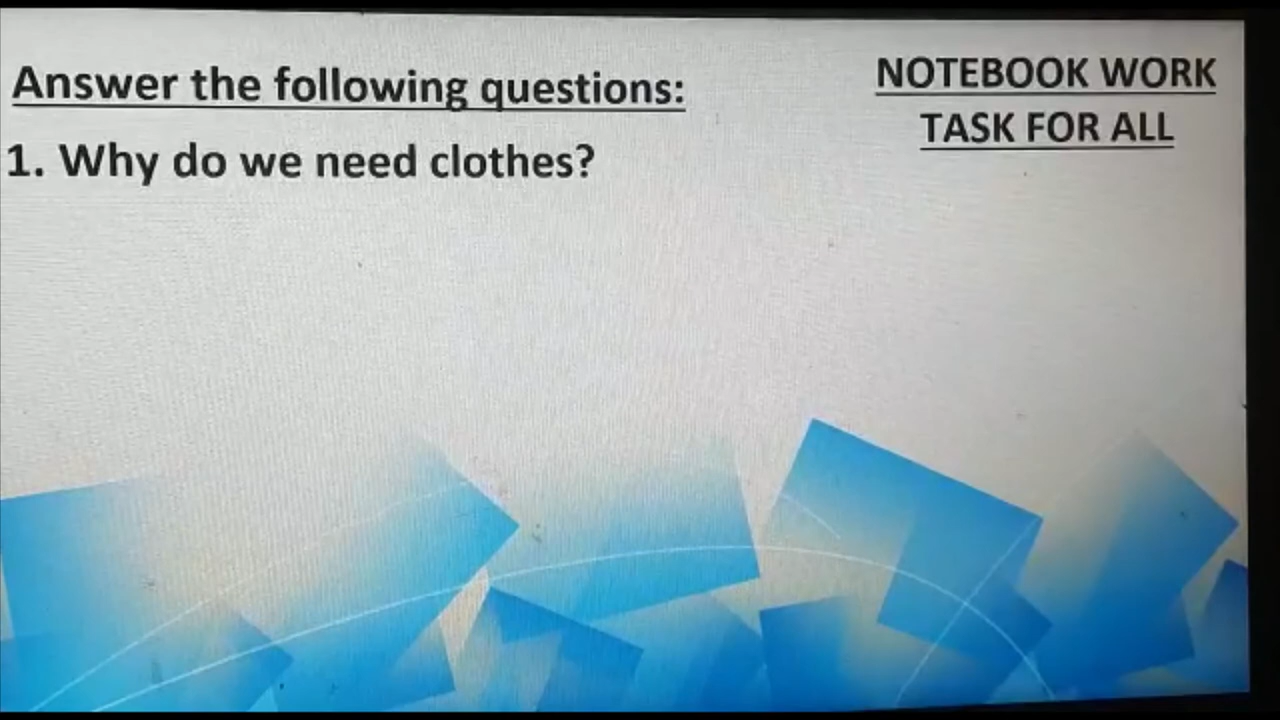 Answer the following questions:
NOTEBOOK WORK
TASK FOR ALL
1. Why do we need clothes?